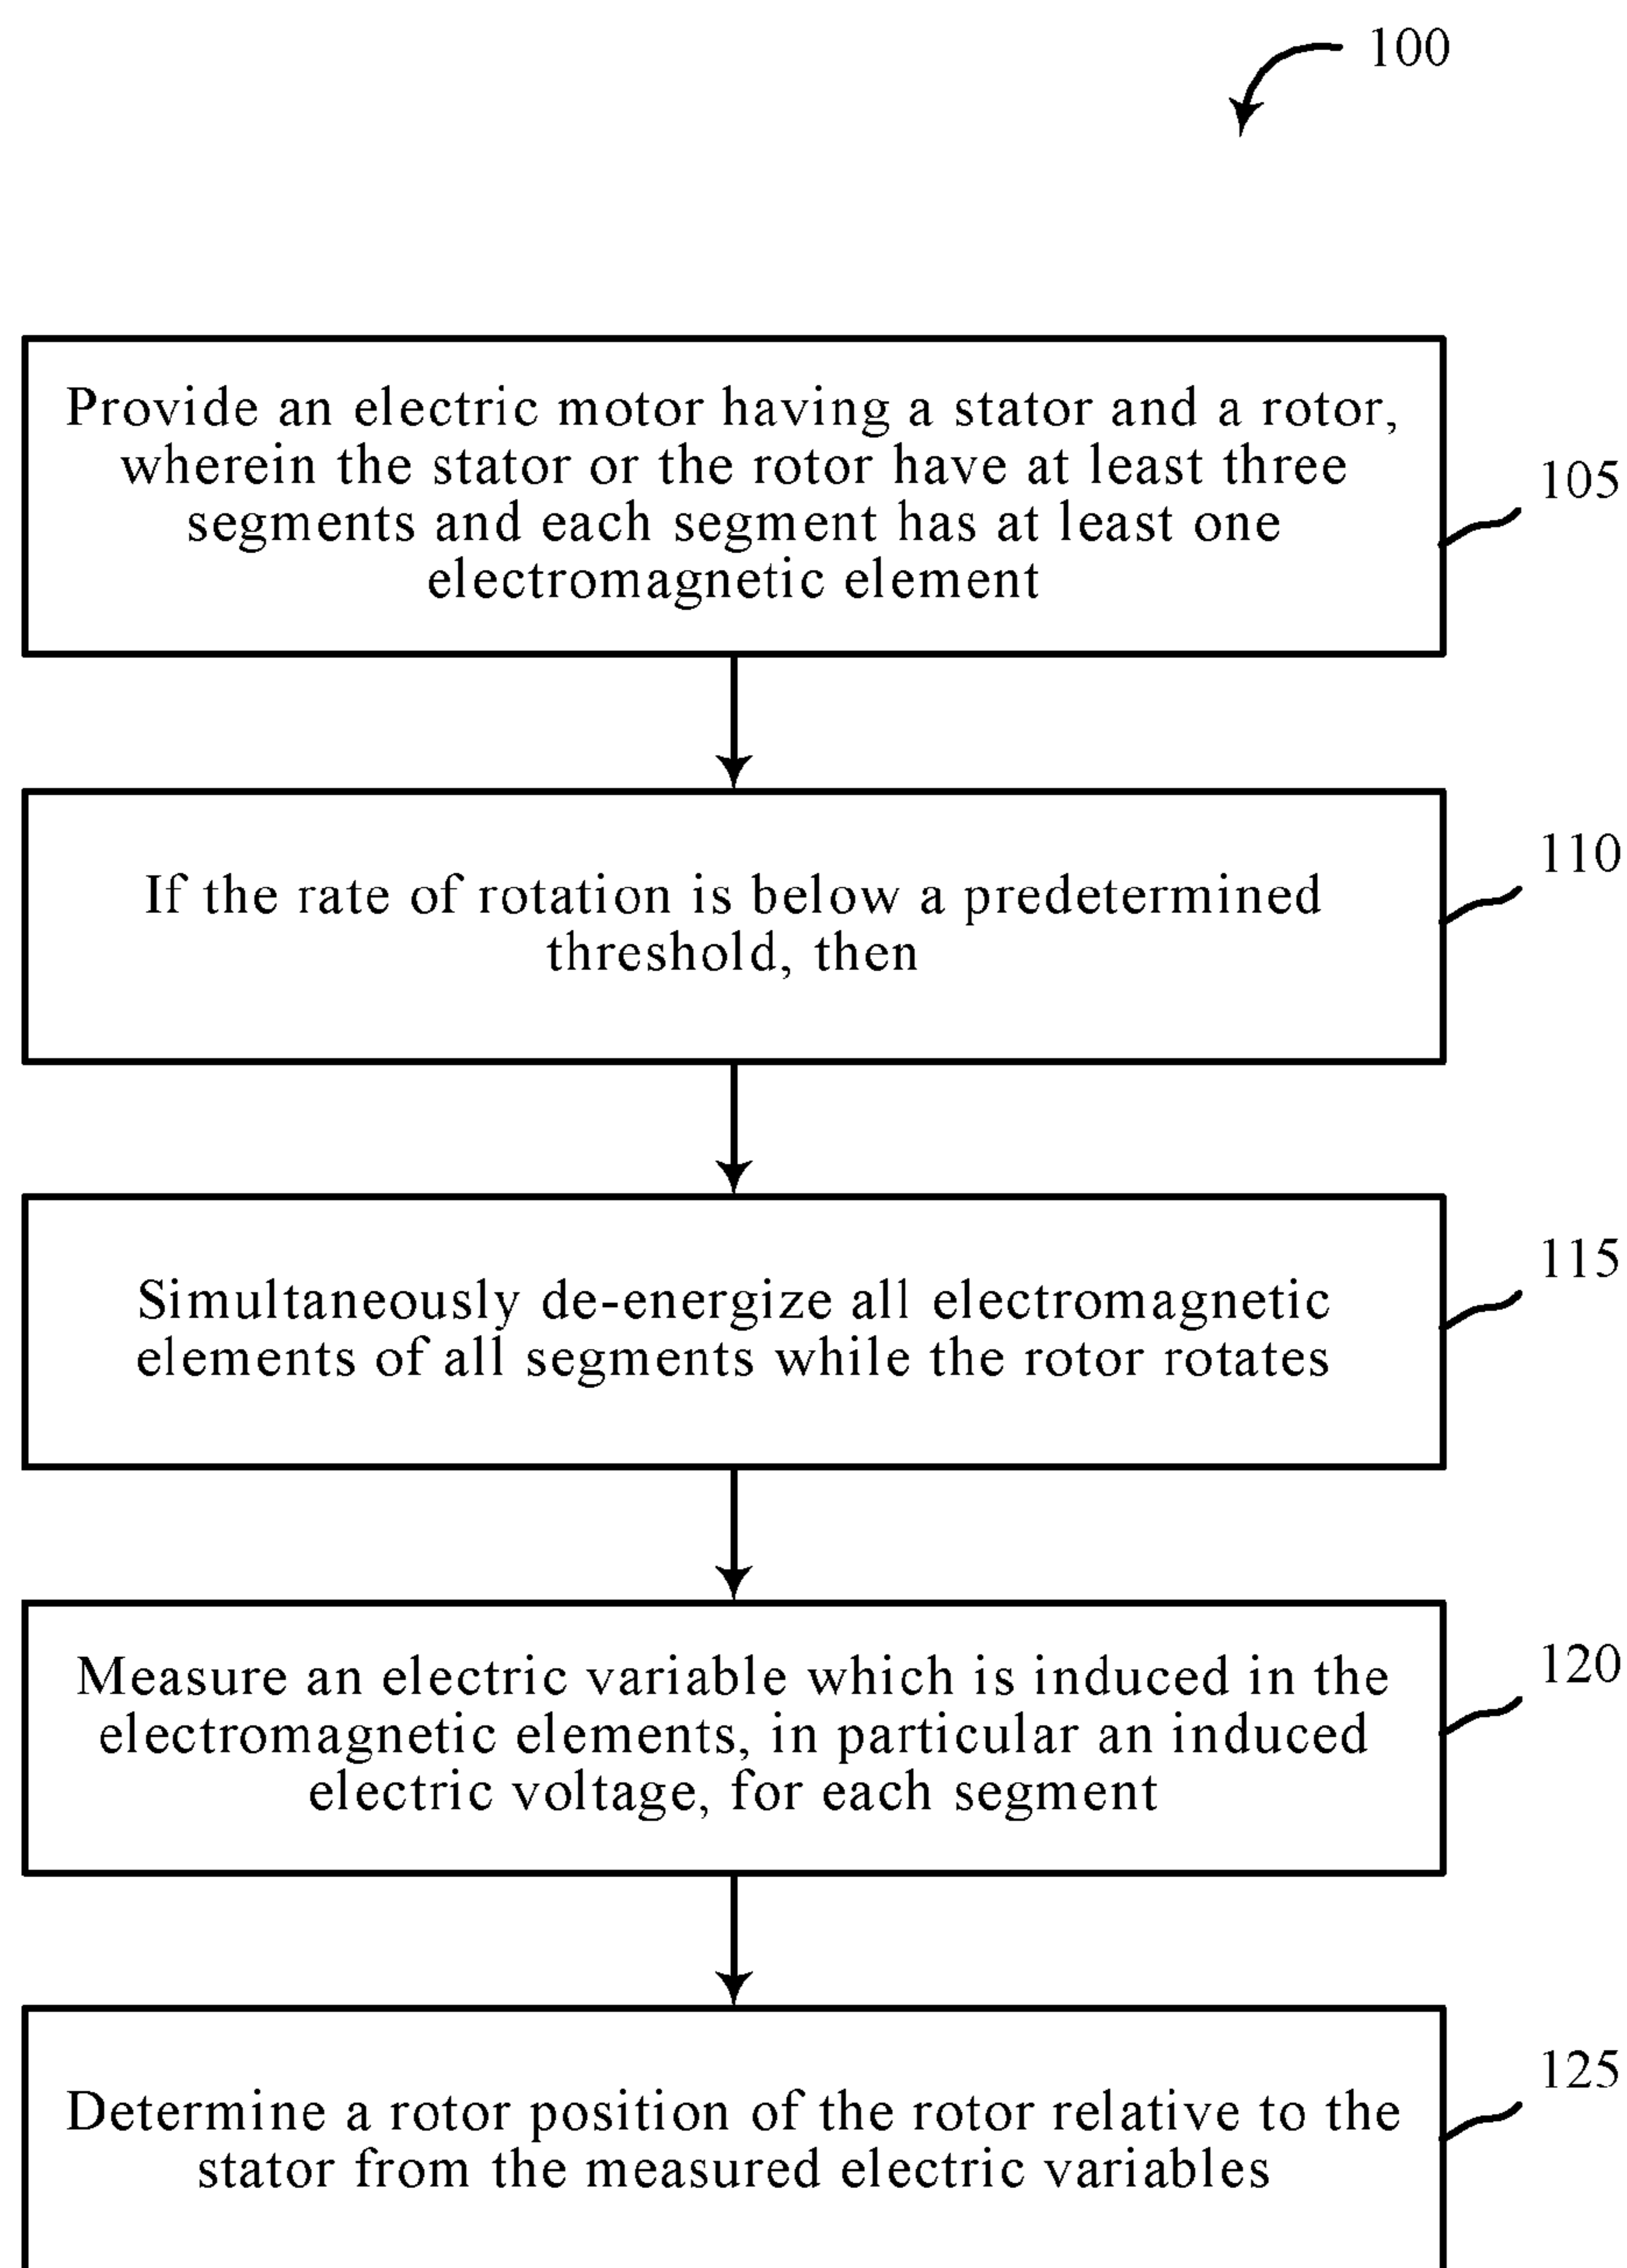 100
Provide an electric motor having a stator and a rotor,
wherein the stator or the rotor have at least three
segments and each segment has at least one
electromagnetic element
105
If the rate of rotation is below a predetermined
threshold, then
110
Simultaneously de-energize all electromagnetic
elements of all segments while the rotor rotates
115
Measure an electric variable which is induced in the
electromagnetic elements, in particular an induced
electric voltage, for each segment
120
Determine a rotor position of the rotor relative to the
stator from the measured electric variables
125